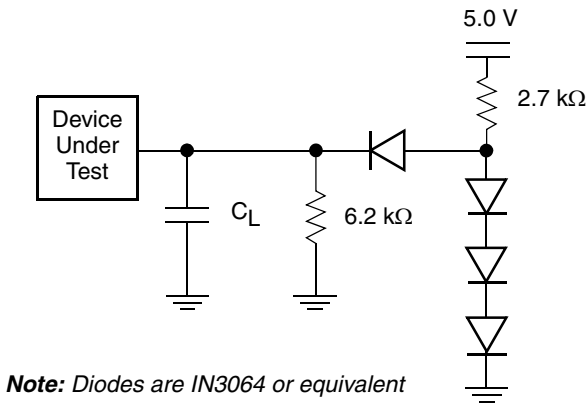 5.0 V
2.7 kΩ
Device
Under
Test
CL
6.2 kΩ
Note: Diodes are IN3064 or equivalent